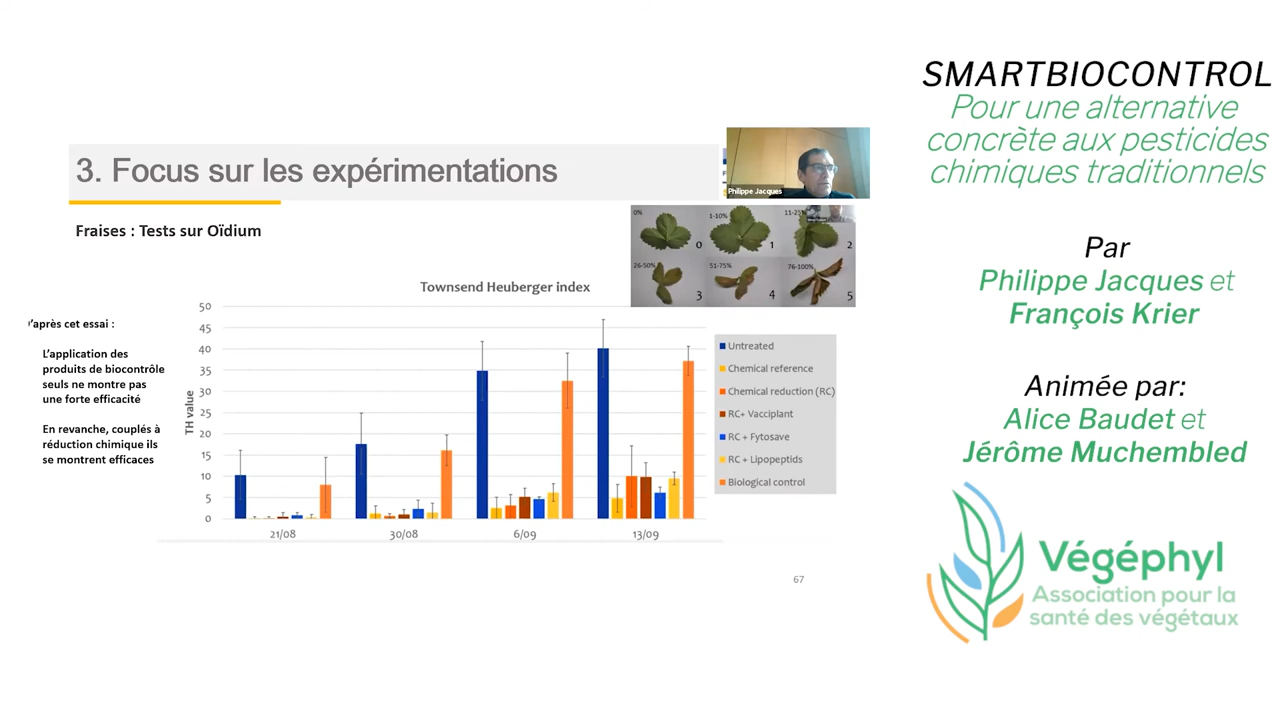 3. Focus sur les expérimentations
Philippe Jacques
Fraises : Tests sur Oïdium
0%
1-10%
0
1
2
26-50%
51-75%
76-100%
3
4
5
Townsend Heuberger index
'après cet essai :
L'application des
produits de biocontrôle
seuls ne montre pas
une forte efficacité
En revanche, couplés à
réduction chimique ils
se montrent efficaces
TH value
50
45
40
35
30
25
20
15
10
5
0
21/08
30/08
6/09
13/09
Untreated
Chemical reference
Chemical reduction (RC)
RC+ Vacciplant
RC + Fytosave
RC + Lipopeptids
Biological control
67
SMARTBIOCONTROL
Pour une alternative
concrète aux pesticides
chimiques traditionnels
Par
Philippe Jacques et
François Krier
Animée par:
Alice Baudet et
Jérôme Muchembled
Végéphyl
Association pour la
santé des végétaux